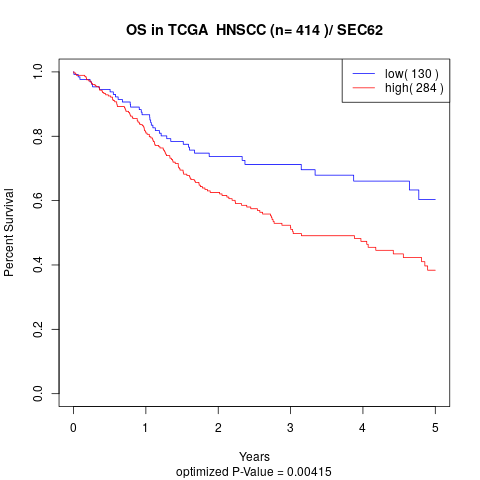 OS in TCGA  HNSCC (n= 414 )/ SEC62
low( 130 )
high( 284 )
Percent Survival
1.0
0.8
0.6
0.4
0.2
0.0
0 1 2 3 4 5
Years
optimized P-Value = 0.00415